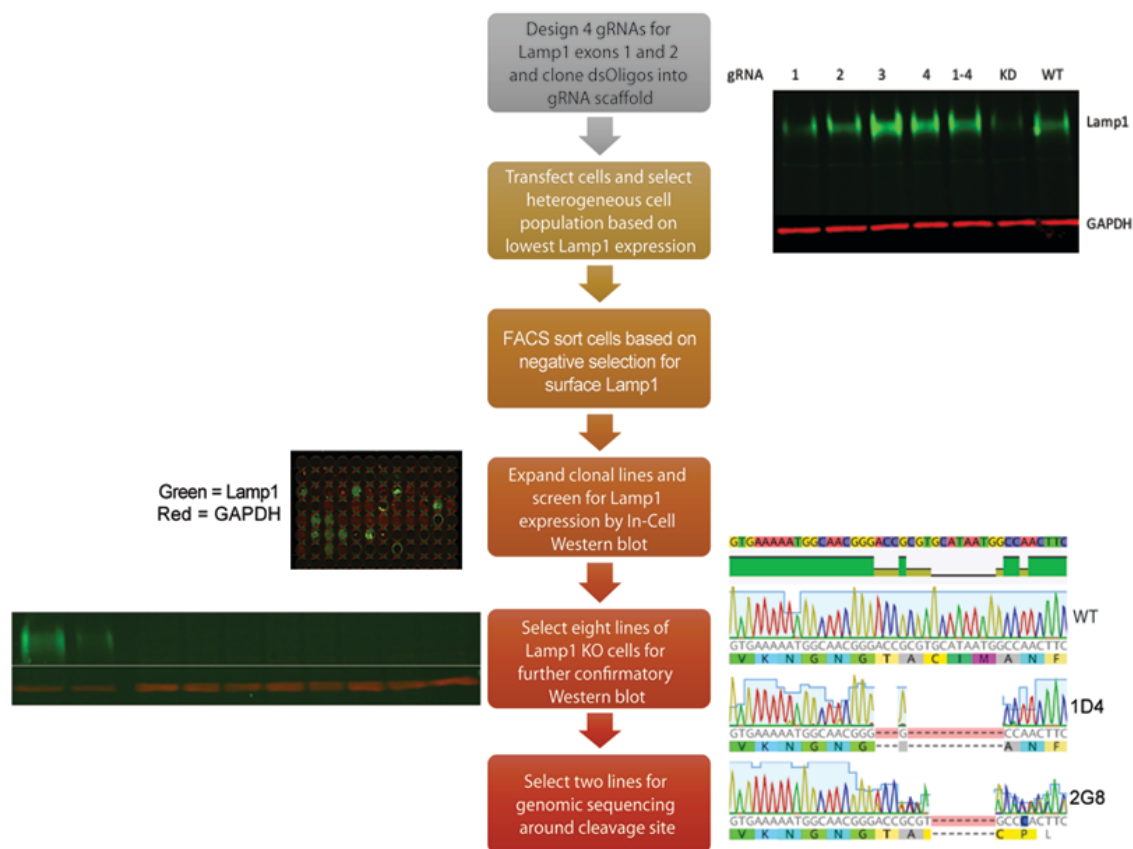 Design 4 gRNAs for
Lamp1 exons 1 and 2
and clone dsOligos into
gRNA scaffold
gRNA 1 2 3 4 1-4 KD WT
Lamp1
GAPDH
Transfect cells and select
heterogeneous cell
population based on
lowest Lamp1 expression
FACS sort cells based on
negative selection for
surface Lamp1
Green = Lamp1
Red = GAPDH
Expand clonal lines and
screen for Lamp1
expression by In-Cell
Western blot
Select eight lines of
Lamp1 KO cells for
further confirmatory
Western blot
Select two lines for
genomic sequencing
around cleavage site
GTGAAAAATGGCAACGGGACCGCGTGCATAATGGCCAACTTC
WT
GTGAAAAATGGCAACGGGACCGCGTGCATAATGGCCAACTTC
V K N G N G T A C I M A N F
1D4
GTGAAAAATGGCAACGGG---G------------CCAACTTC
V K N G N G A N F
2G8
GTGAAAAATGGCAACGGGACCGCGT--------GCCCACTTC
V K N G N G T A C P L